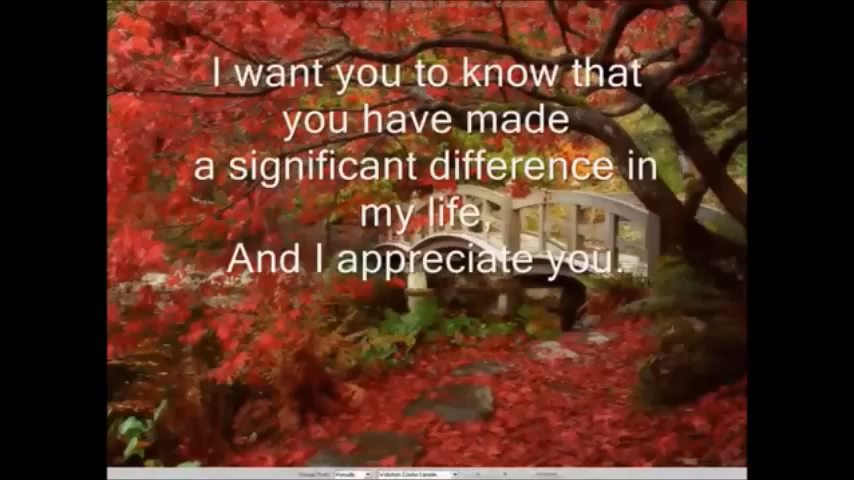 I want you to know that
you have made
a significant difference in
my life,
And I appreciate you.